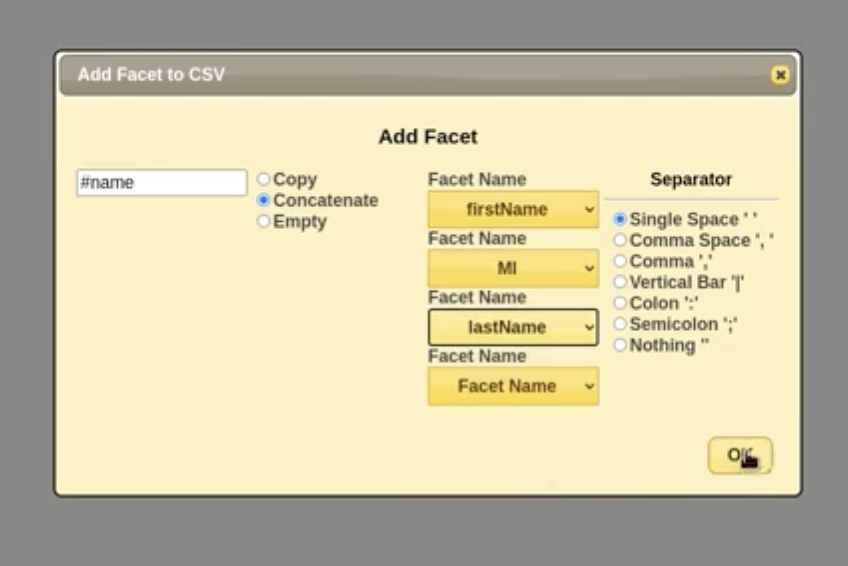 Add Facet to CSV
Add Facet
#name
Copy
Concatenate
Empty
Facet Name
firstName
Facet Name
MI
Facet Name
lastName
Facet Name
Facet Name
Separator
Single Space ' '
Comma Space ', '
Comma ','
Vertical Bar '|'
Colon ':'
Semicolon ';'
Nothing ''
OK